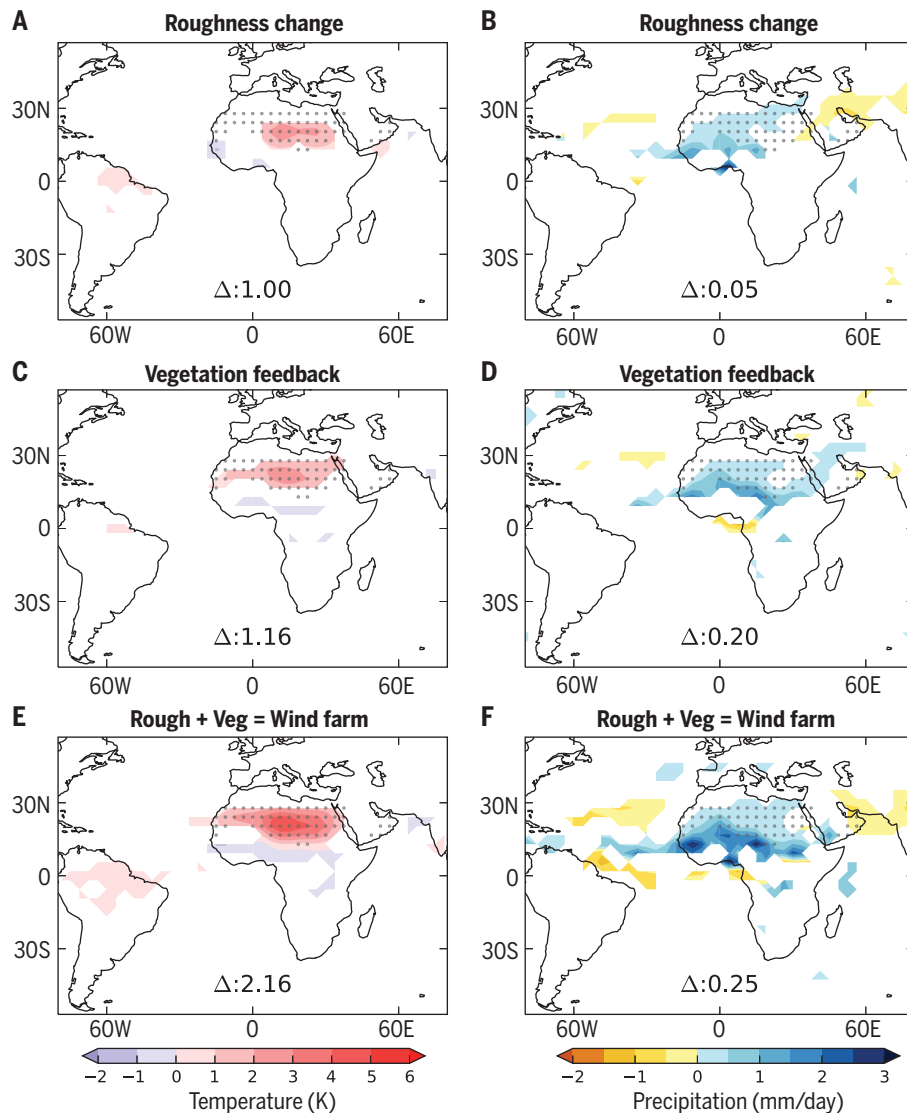 A Roughness change
30N
0
30S
Δ:1.00
60W 0 60E
B Roughness change
30N
0
30S
Δ:0.05
60W 0 60E
C Vegetation feedback
30N
0
30S
Δ:1.16
60W 0 60E
D Vegetation feedback
30N
0
30S
Δ:0.20
60W 0 60E
E Rough + Veg = Wind farm
30N
0
30S
Δ:2.16
60W 0 60E
F Rough + Veg = Wind farm
30N
0
30S
Δ:0.25
60W 0 60E
−2 −1 0 1 2 3 4 5 6
Temperature (K)
−2 −1 0 1 2 3
Precipitation (mm/day)